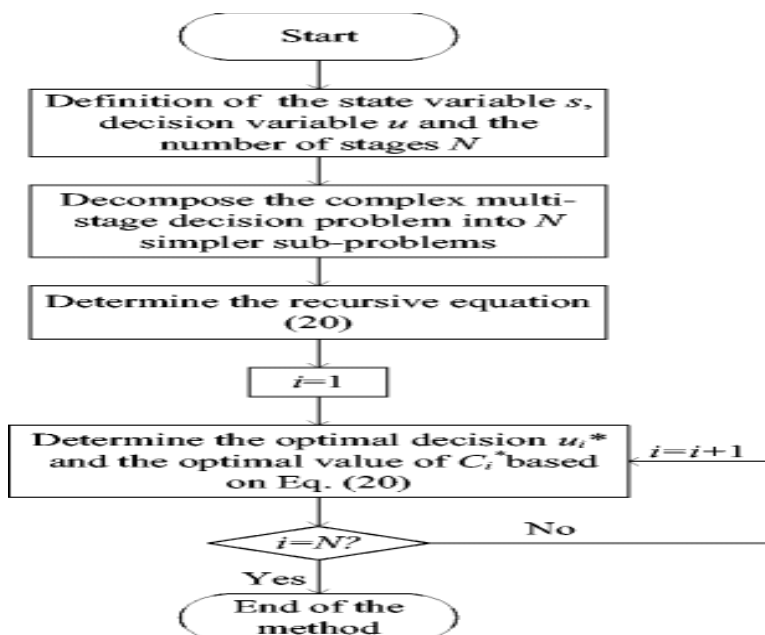 Start
Definition of the state variable s,
decision variable u and the
number of stages N
Decompose the complex multi-
stage decision problem into N
simpler sub-problems
Determine the recursive equation
(20)
i=1
Determine the optimal decision u_i*
and the optimal value of C_i* based
on Eq. (20)
i=i+1
i=N?
No
Yes
End of the
method